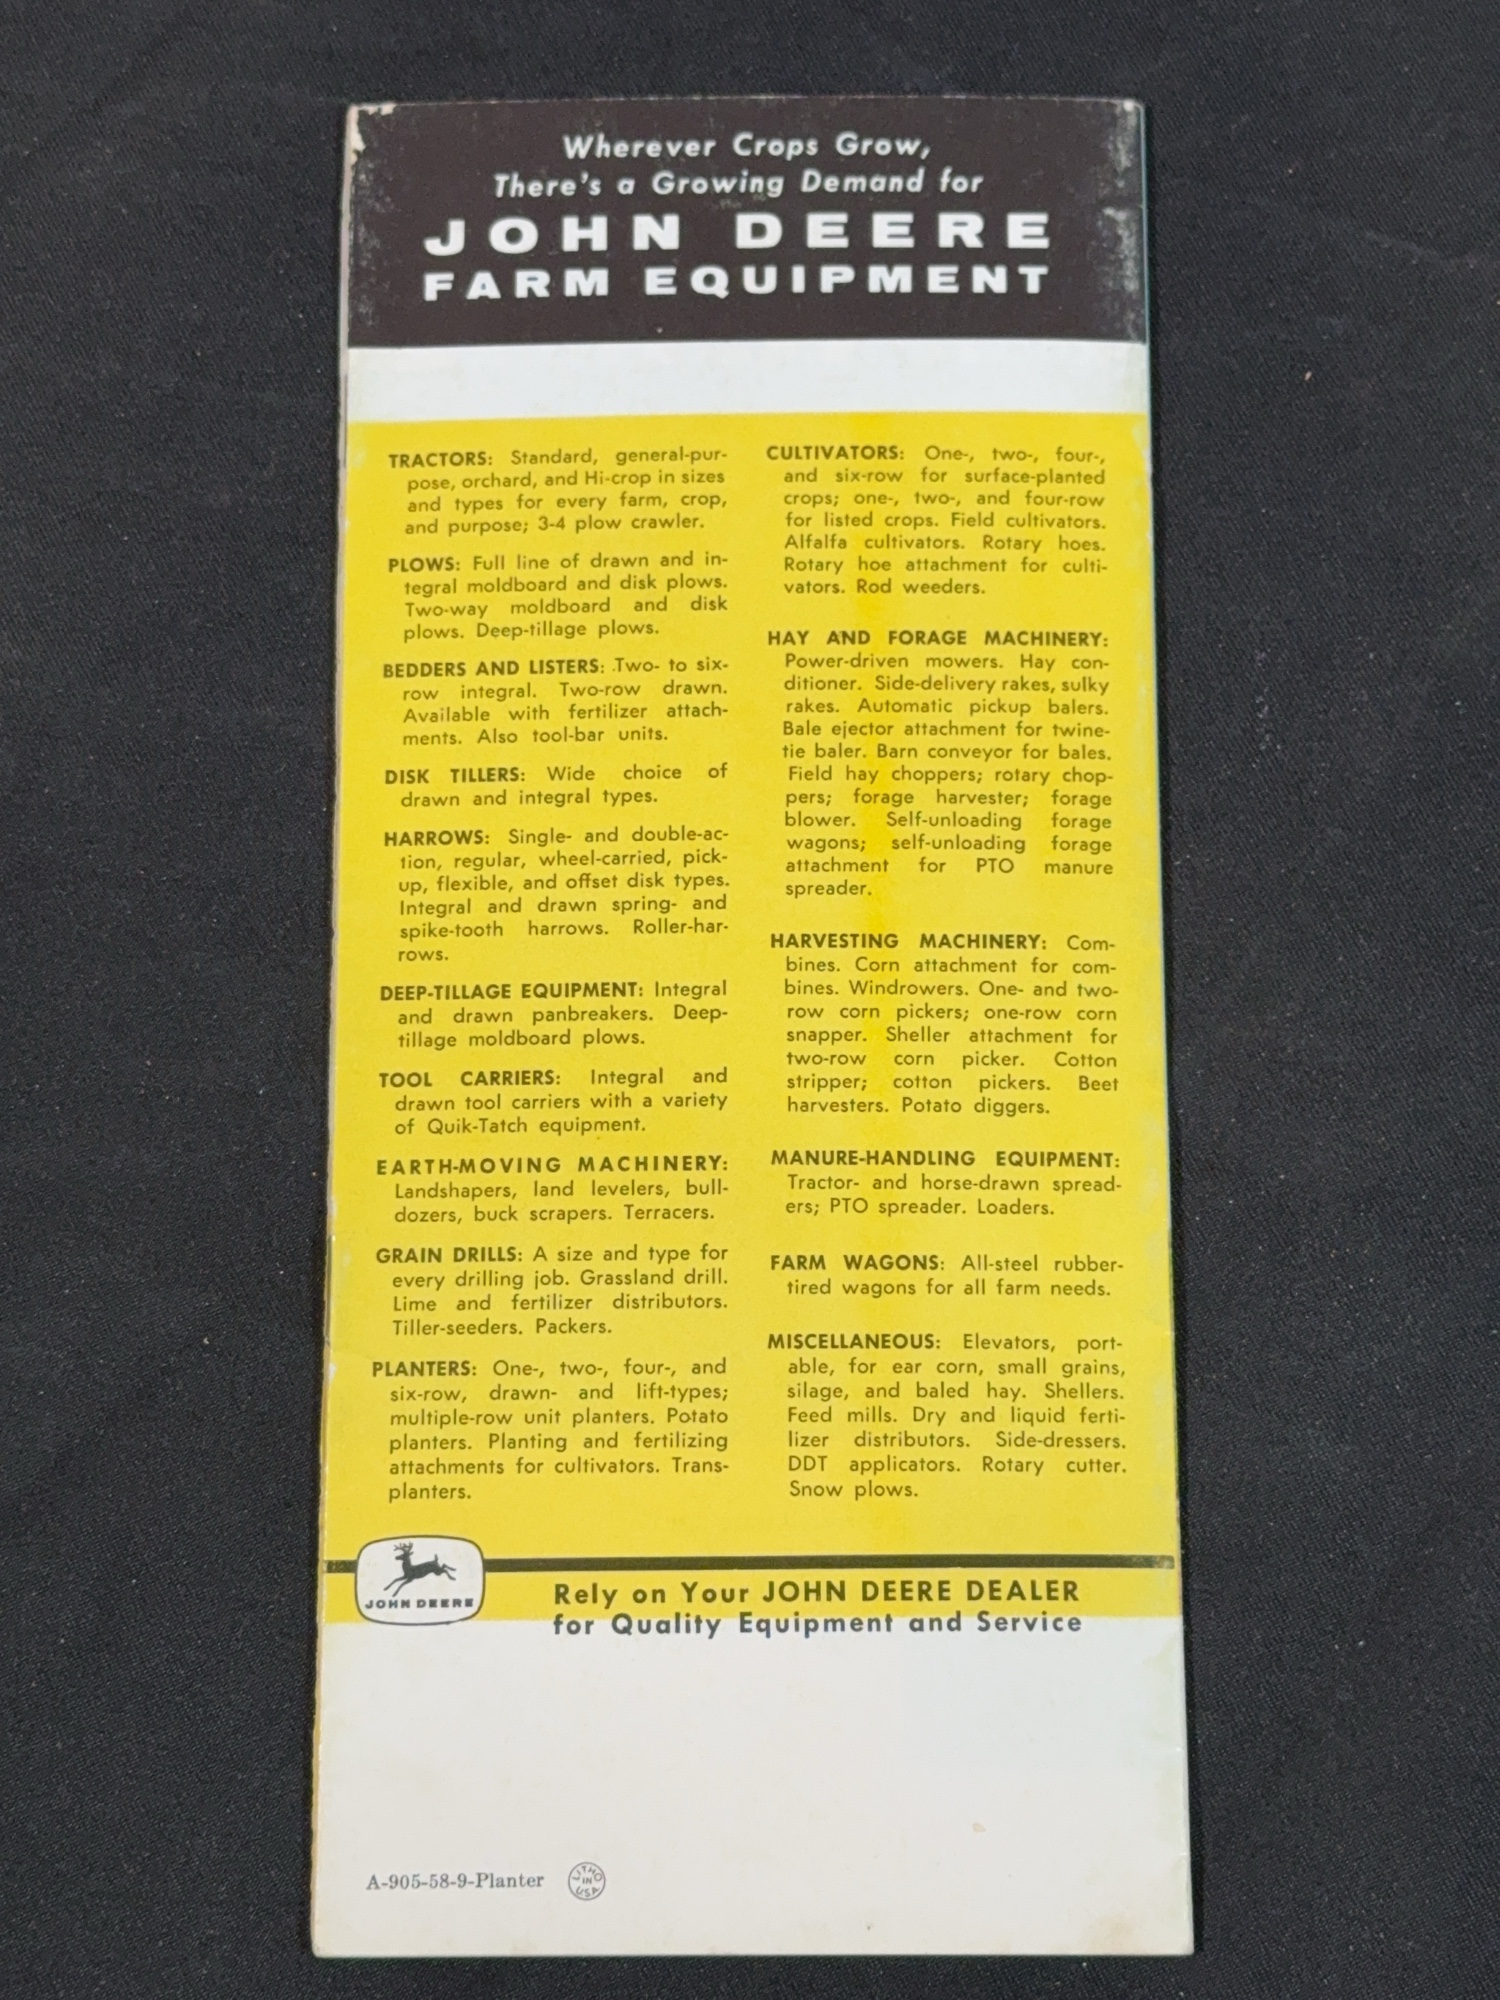 Wherever Crops Grow,
There's a Growing Demand for
JOHN DEERE
FARM EQUIPMENT
TRACTORS: Standard, general-pur-
pose, orchard, and Hi-crop in sizes
and types for every farm, crop,
and purpose; 3-4 plow crawler.
PLOWS: Full line of drawn and in-
tegral moldboard and disk plows.
Two-way moldboard and disk
plows. Deep-tillage plows.
BEDDERS AND LISTERS: Two- to six-
row integral. Two-row drawn.
Available with fertilizer attach-
ments. Also tool-bar units.
DISK TILLERS: Wide choice of
drawn and integral types.
HARROWS: Single- and double-ac-
tion, regular, wheel-carried, pick-
up, flexible, and offset disk types.
Integral and drawn spring- and
spike-tooth harrows. Roller-har-
rows.
DEEP-TILLAGE EQUIPMENT: Integral
and drawn panbreakers. Deep-
tillage moldboard plows.
TOOL CARRIERS: Integral and
drawn tool carriers with a variety
of Quik-Tatch equipment.
EARTH-MOVING MACHINERY:
Landshapers, land levelers, bull-
dozers, buck scrapers. Terracers.
GRAIN DRILLS: A size and type for
every drilling job. Grassland drill.
Lime and fertilizer distributors.
Tiller-seeders. Packers.
PLANTERS: One-, two-, four-, and
six-row, drawn- and lift-types;
multiple-row unit planters. Potato
planters. Planting and fertilizing
attachments for cultivators. Trans-
planters.
CULTIVATORS: One-, two-, four-,
and six-row for surface-planted
crops; one-, two-, and four-row
for listed crops. Field cultivators.
Alfalfa cultivators. Rotary hoes.
Rotary hoe attachment for culti-
vators. Rod weeders.
HAY AND FORAGE MACHINERY:
Power-driven mowers. Hay con-
ditioner. Side-delivery rakes, sulky
rakes. Automatic pickup balers.
Bale ejector attachment for twine-
tie baler. Barn conveyor for bales.
Field hay choppers; rotary chop-
pers; forage harvester; forage
blower. Self-unloading forage
wagons; self-unloading forage
attachment for PTO manure
spreader.
HARVESTING MACHINERY: Com-
bines. Corn attachment for com-
bines. Windrowers. One- and two-
row corn pickers; one-row corn
snapper. Sheller attachment for
two-row corn picker. Cotton
stripper; cotton pickers. Beet
harvesters. Potato diggers.
MANURE-HANDLING EQUIPMENT:
Tractor- and horse-drawn spread-
ers; PTO spreader. Loaders.
FARM WAGONS: All-steel rubber-
tired wagons for all farm needs.
MISCELLANEOUS: Elevators, port-
able, for ear corn, small grains,
silage, and baled hay. Shellers.
Feed mills. Dry and liquid ferti-
lizer distributors. Side-dressers.
DDT applicators. Rotary cutter.
Snow plows.
JOHN DEERE
Rely on Your JOHN DEERE DEALER
for Quality Equipment and Service
A-905-58-9-Planter
LITHO
IN
USA